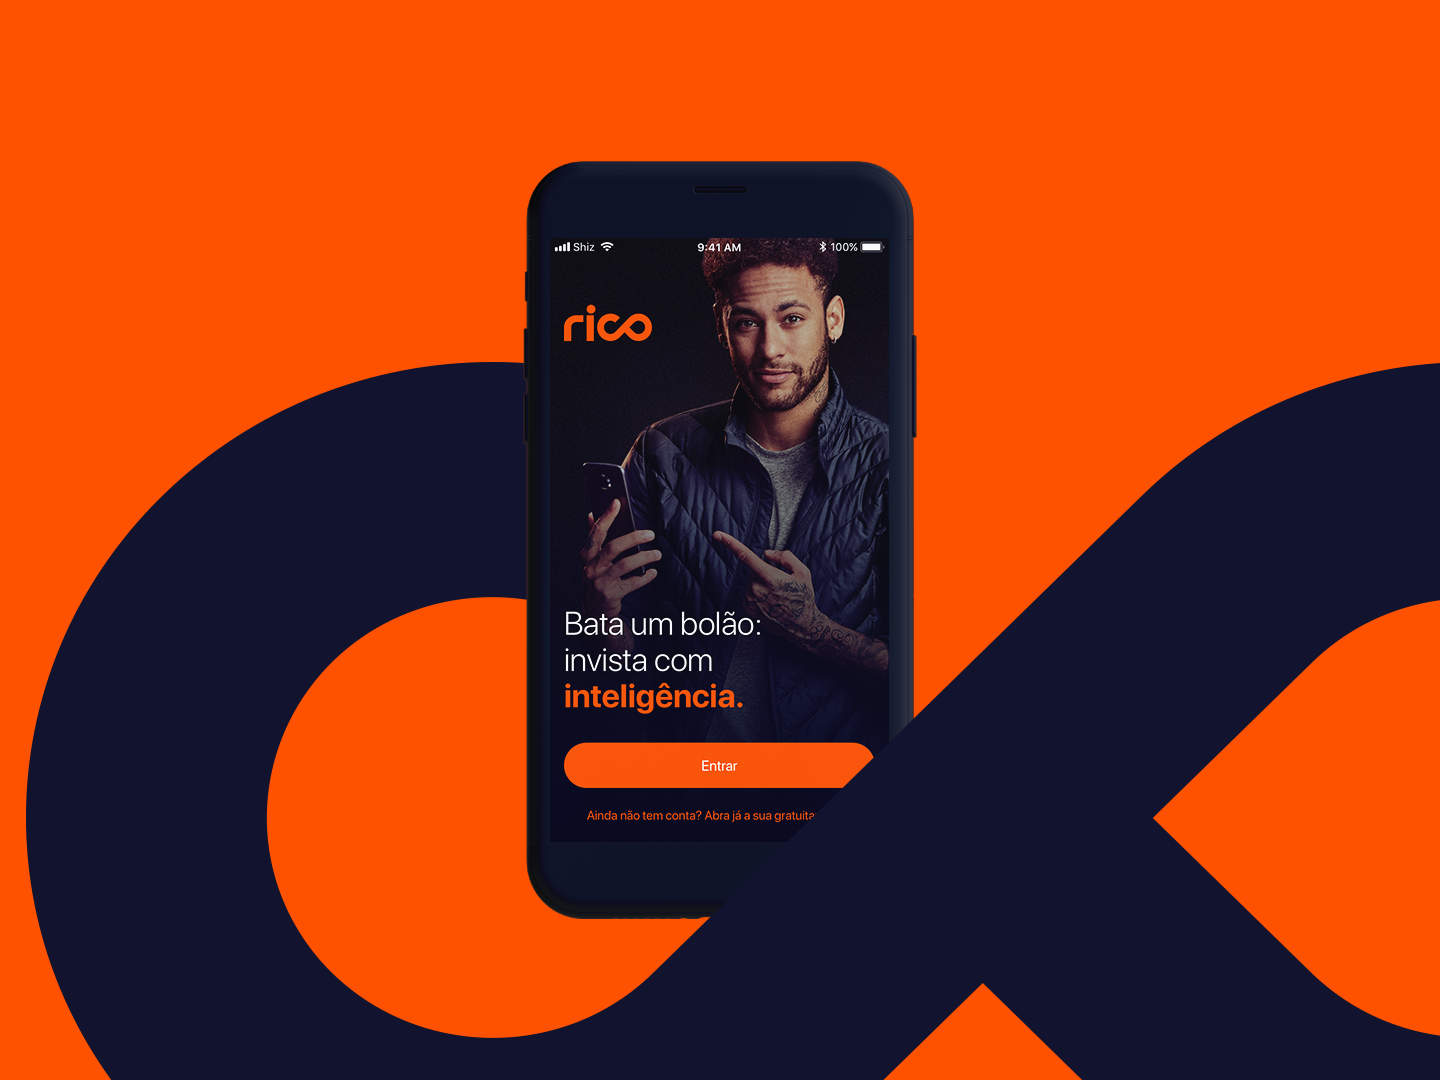 Shiz 9:41 AM 100%
rico
Bata um bolão:
invista com
inteligência.
Entrar
Ainda não tem conta? Abra já a sua